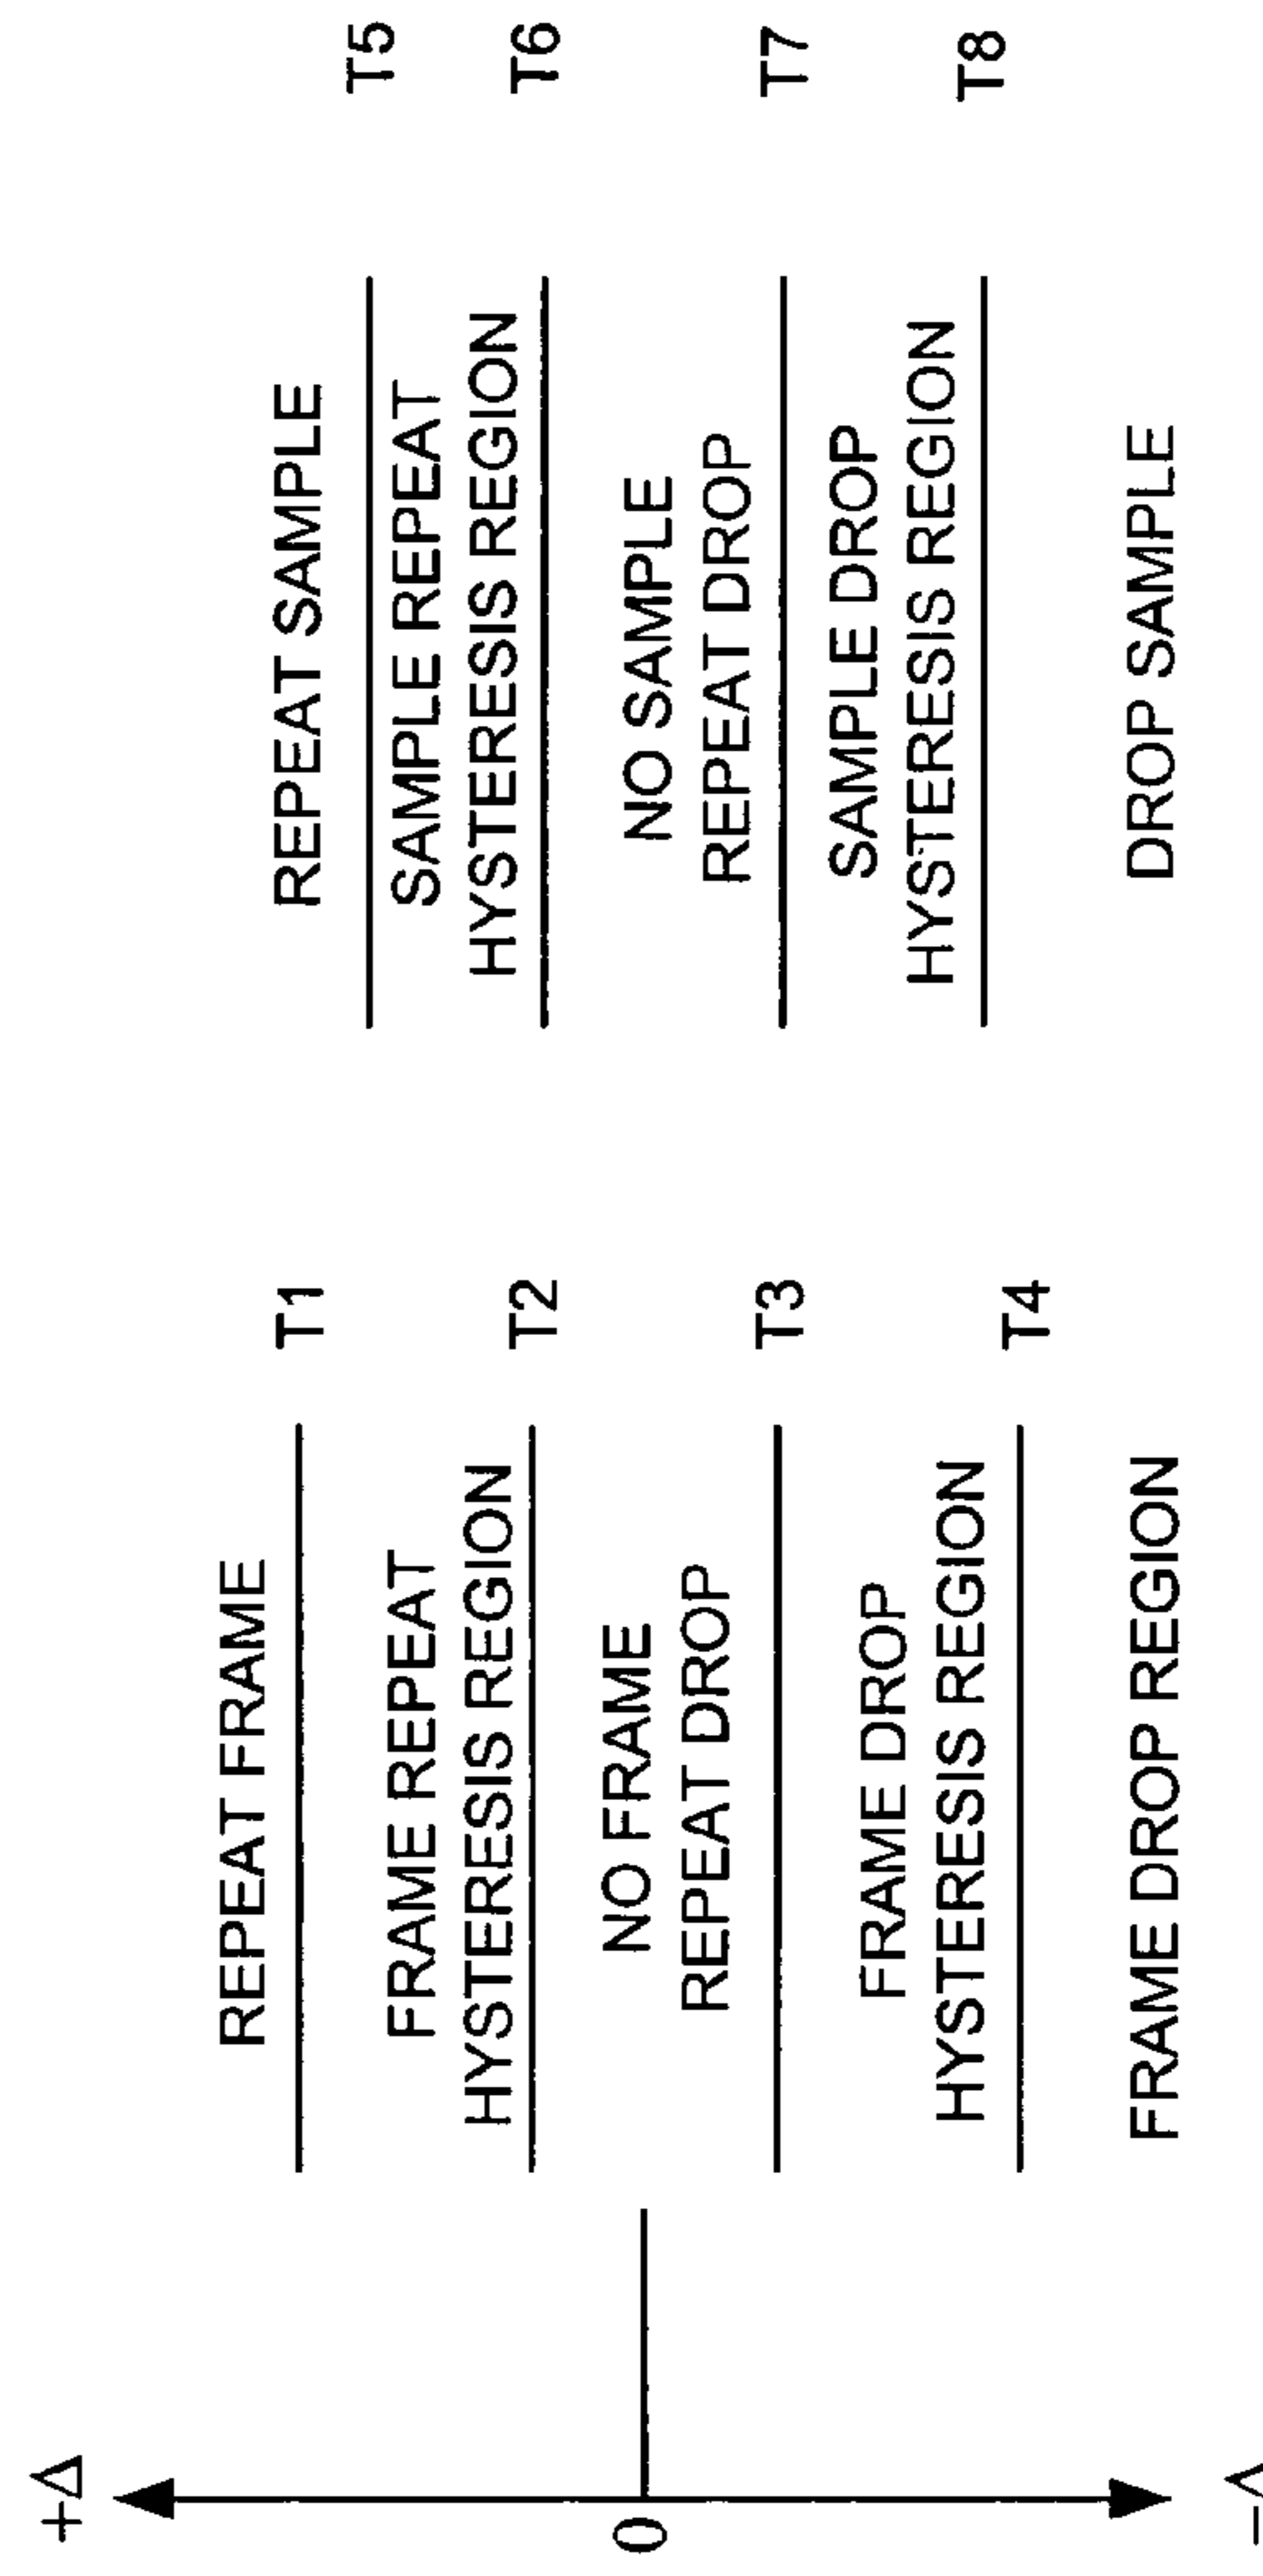 +Δ
0
−Δ
REPEAT FRAME
T1
FRAME REPEAT
HYSTERESIS REGION
T2
NO FRAME
REPEAT DROP
T3
FRAME DROP
HYSTERESIS REGION
T4
FRAME DROP REGION
REPEAT SAMPLE
T5
SAMPLE REPEAT
HYSTERESIS REGION
T6
NO SAMPLE
REPEAT DROP
T7
SAMPLE DROP
HYSTERESIS REGION
T8
DROP SAMPLE